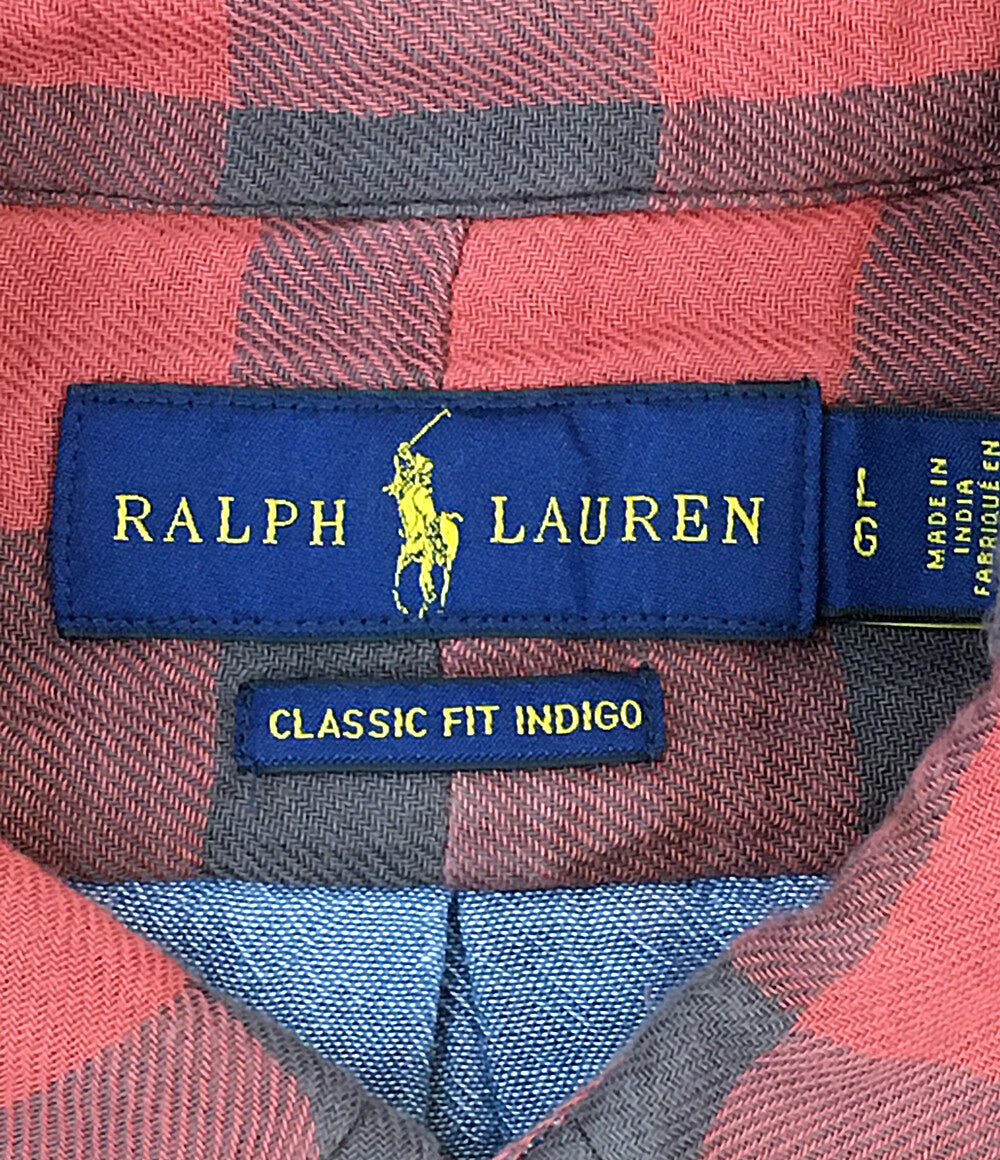 RALPH LAUREN
L
G
MADE IN
INDIA
FABRIQUÉ EN
CLASSIC FIT INDIGO